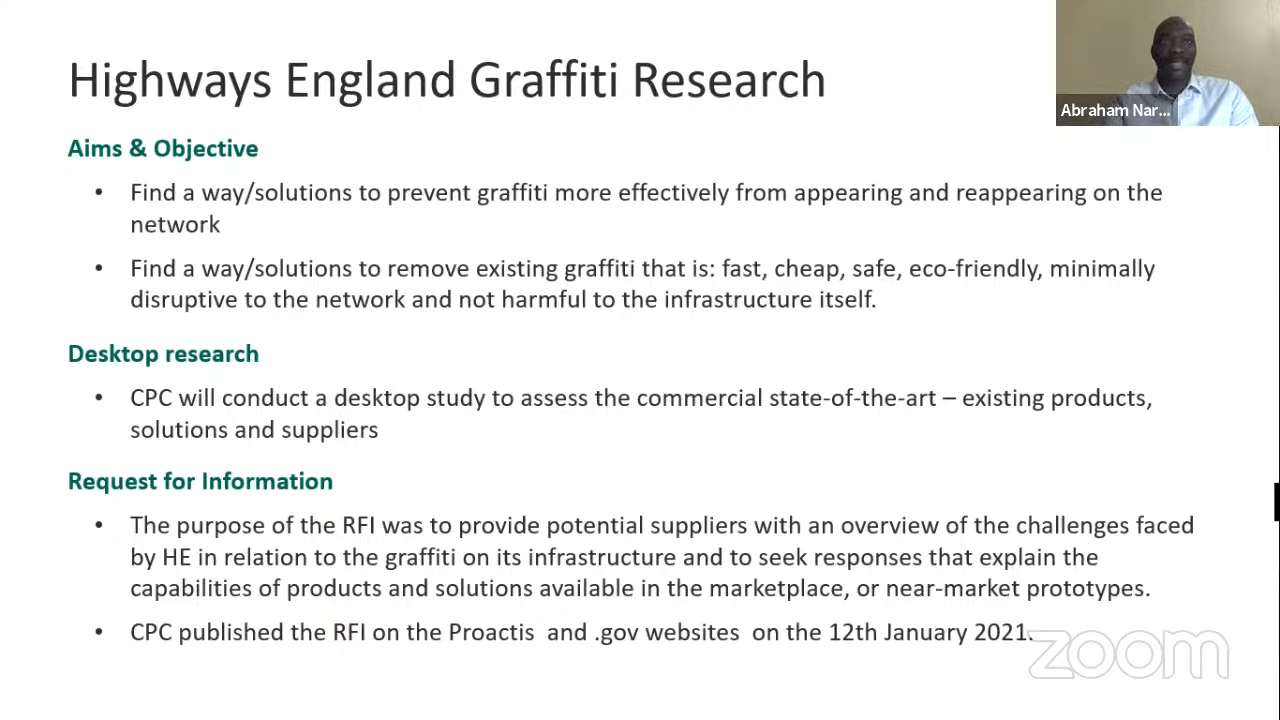 Highways England Graffiti Research
Abraham Nar...
Aims & Objective
• Find a way/solutions to prevent graffiti more effectively from appearing and reappearing on the
network
• Find a way/solutions to remove existing graffiti that is: fast, cheap, safe, eco-friendly, minimally
disruptive to the network and not harmful to the infrastructure itself.
Desktop research
• CPC will conduct a desktop study to assess the commercial state-of-the-art – existing products,
solutions and suppliers
Request for Information
• The purpose of the RFI was to provide potential suppliers with an overview of the challenges faced
by HE in relation to the graffiti on its infrastructure and to seek responses that explain the
capabilities of products and solutions available in the marketplace, or near-market prototypes.
• CPC published the RFI on the Proactis  and .gov websites  on the 12th January 2021.
zoom